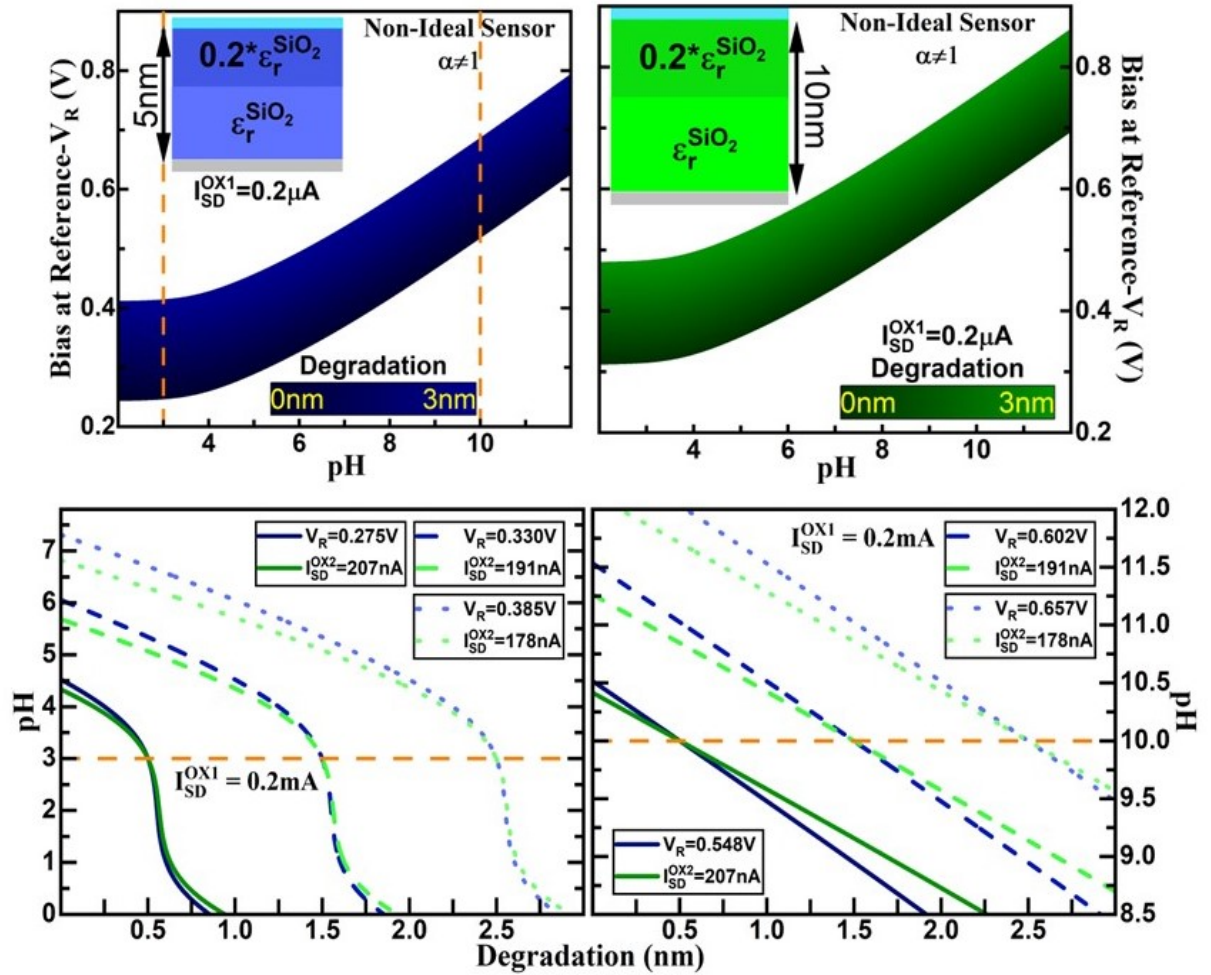 Non-Ideal Sensor
α≠1
0.2*ε_r^SiO2
ε_r^SiO2
5nm
I_SD^OX1=0.2µA
Bias at Reference-V_R (V)
0.8
0.6
0.4
0.2
Degradation
0nm 3nm
4 6 8 10
pH
Non-Ideal Sensor
α≠1
0.2*ε_r^SiO2
ε_r^SiO2
10nm
I_SD^OX1=0.2µA
Degradation
0nm 3nm
Bias at Reference-V_R (V)
0.8
0.6
0.4
0.2
4 6 8 10
pH
V_R=0.275V
I_SD^OX2=207nA
V_R=0.330V
I_SD^OX2=191nA
V_R=0.385V
I_SD^OX2=178nA
pH
7
6
5
4
3
2
1
0
I_SD^OX1 = 0.2mA
0.5 1.0 1.5 2.0 2.5
I_SD^OX1 = 0.2mA
V_R=0.602V
I_SD^OX2=191nA
V_R=0.657V
I_SD^OX2=178nA
V_R=0.548V
I_SD^OX2=207nA
12.0
11.5
11.0
10.5
10.0
9.5
9.0
8.5
pH
0.5 1.0 1.5 2.0 2.5
Degradation (nm)